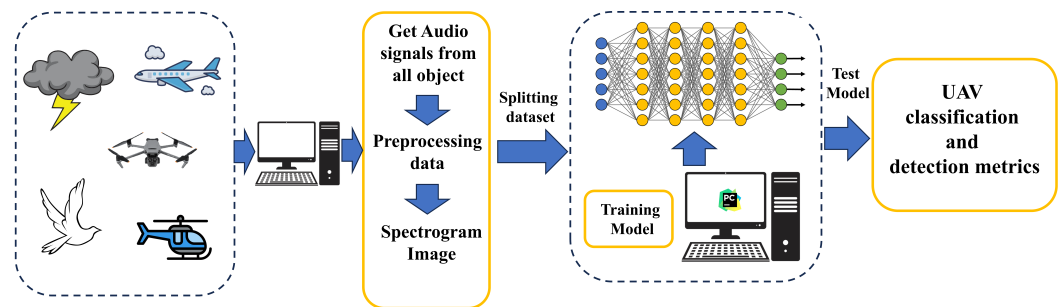 Get Audio
signals from
all object
Preprocessing
data
Spectrogram
Image
Splitting
dataset
PC
Training
Model
Test
Model
UAV
classification
and
detection metrics